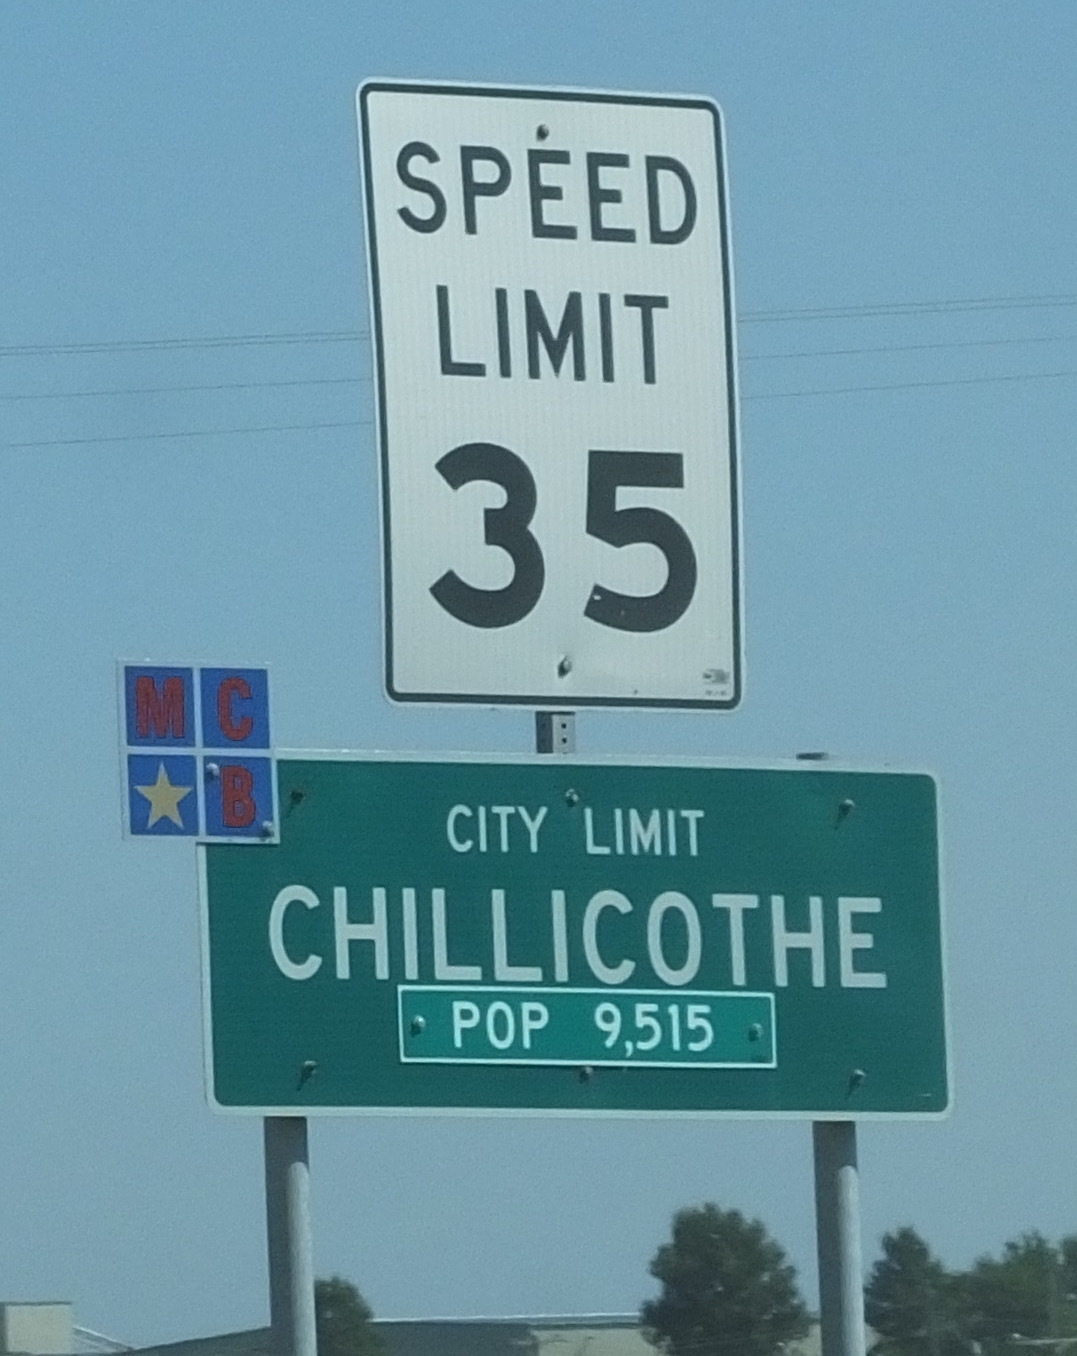 SPEED
LIMIT
35
M C
B
CITY LIMIT
CHILLICOTHE
POP 9,515